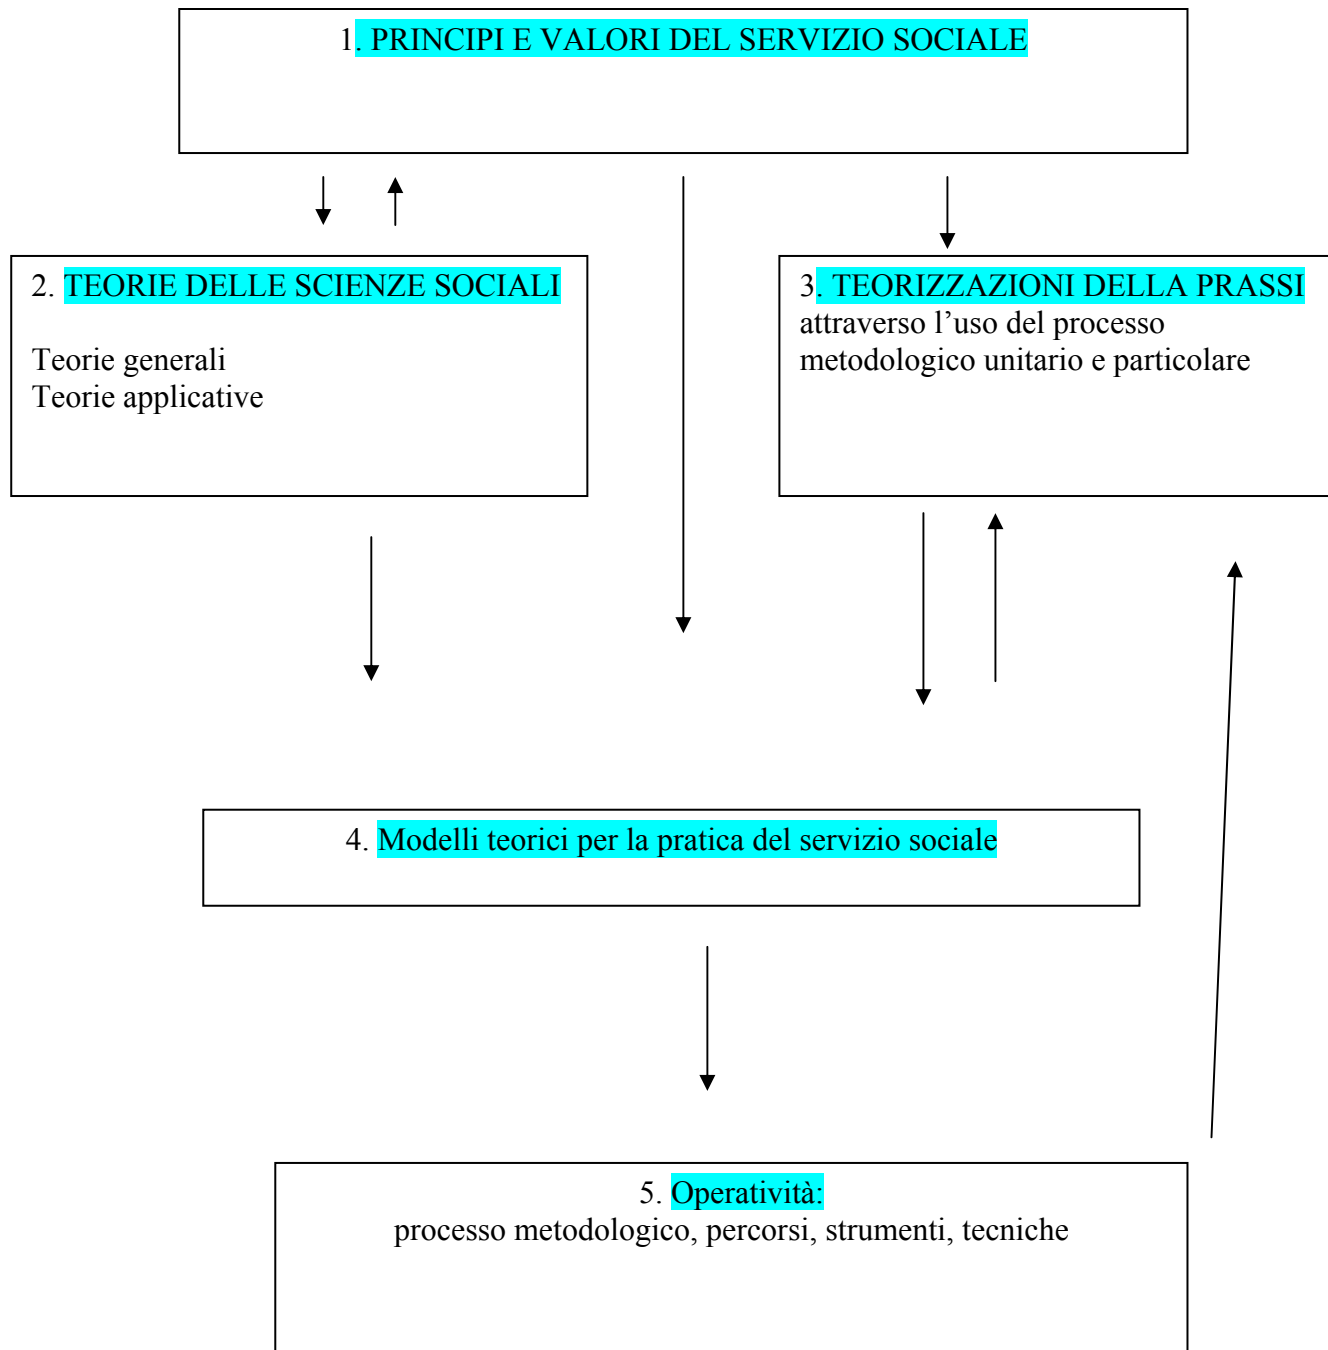 1. PRINCIPI E VALORI DEL SERVIZIO SOCIALE
2. TEORIE DELLE SCIENZE SOCIALI
Teorie generali
Teorie applicative
3. TEORIZZAZIONI DELLA PRASSI
attraverso l’uso del processo
metodologico unitario e particolare
4. Modelli teorici per la pratica del servizio sociale
5. Operatività:
processo metodologico, percorsi, strumenti, tecniche